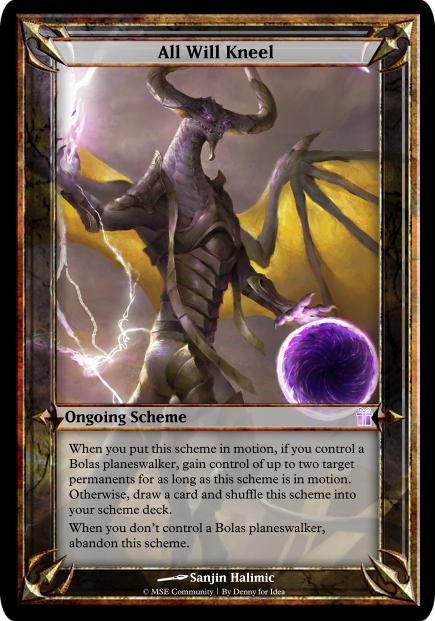 All Will Kneel
Ongoing Scheme
When you put this scheme in motion, if you control a
Bolas planeswalker, gain control of up to two target
permanents for as long as this scheme is in motion.
Otherwise, draw a card and shuffle this scheme into
your scheme deck.
When you don't control a Bolas planeswalker,
abandon this scheme.
Sanjin Halimic
© MSE Community | By Denny for Idea